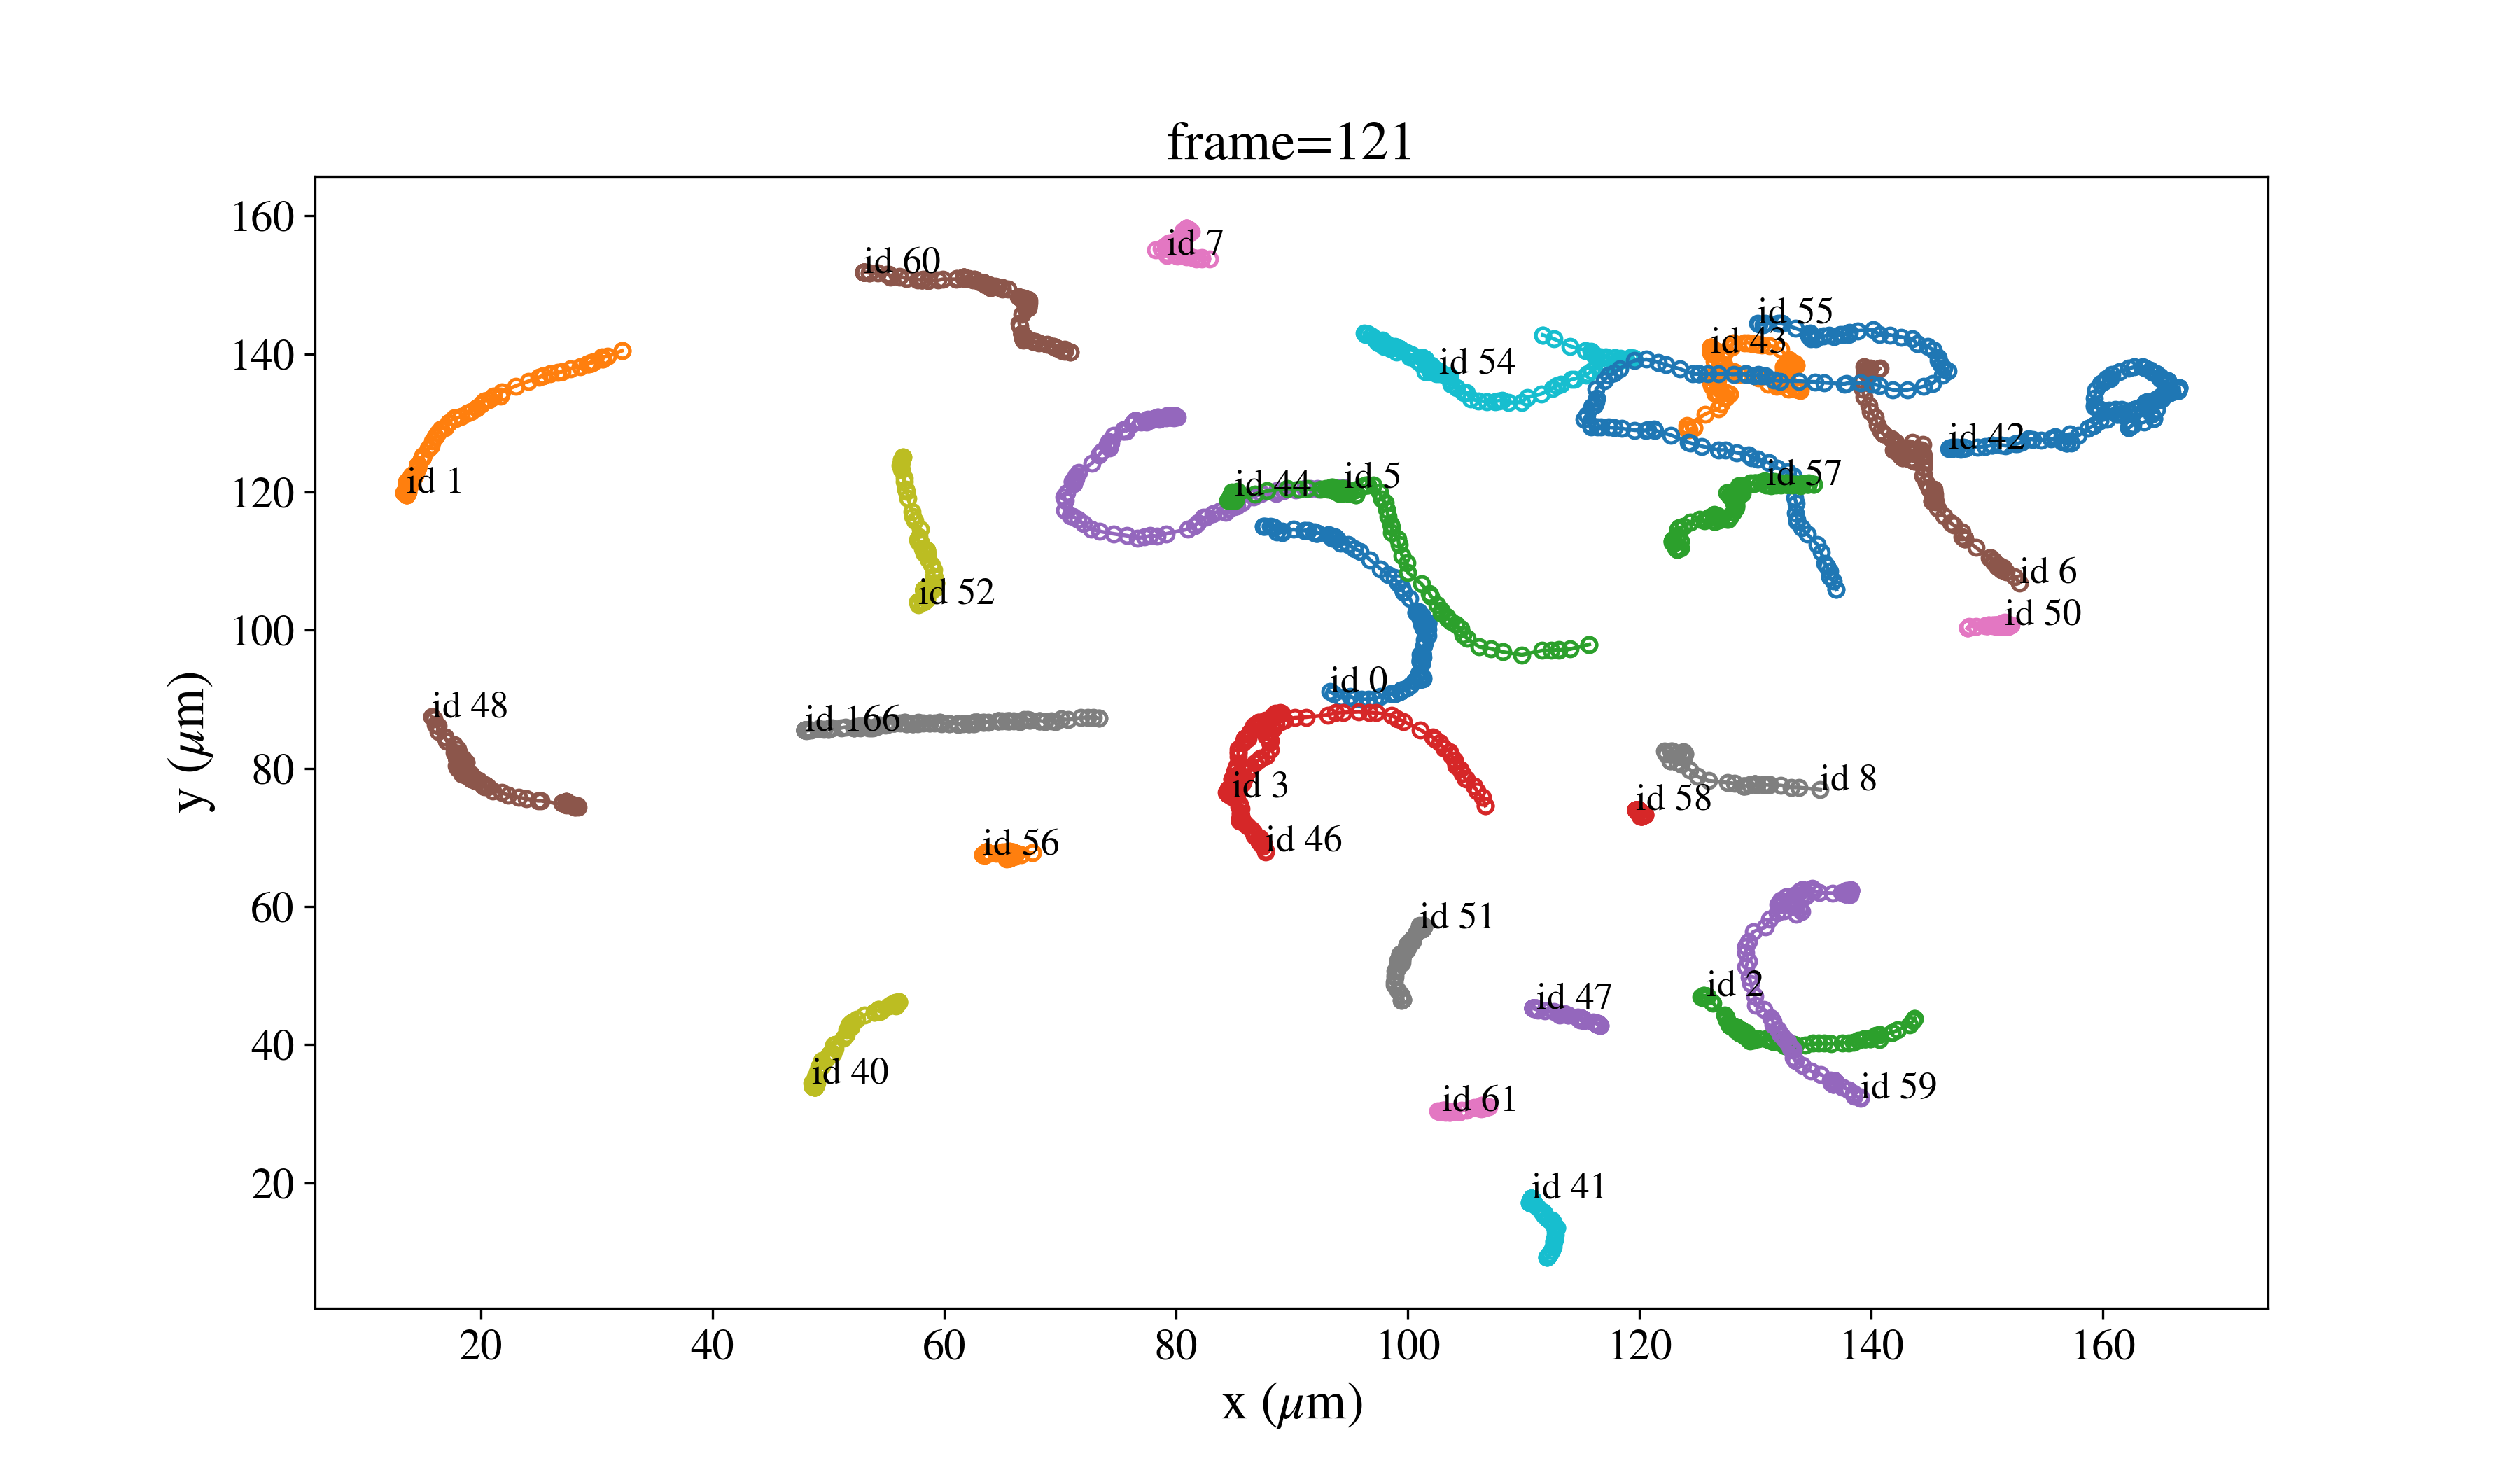 frame=121
160
140
120
100
80
60
40
20
y (μm)
id 7
id 60
id 55
id 43
id 54
id 42
id 1
id 44
id 5
id 57
id 52
id 6
id 50
id 0
id 48
id 166
id 3
id 8
id 58
id 56
id 46
id 51
id 47
id 2
id 40
id 61
id 59
id 41
20 40 60 80 100 120 140 160
x (μm)